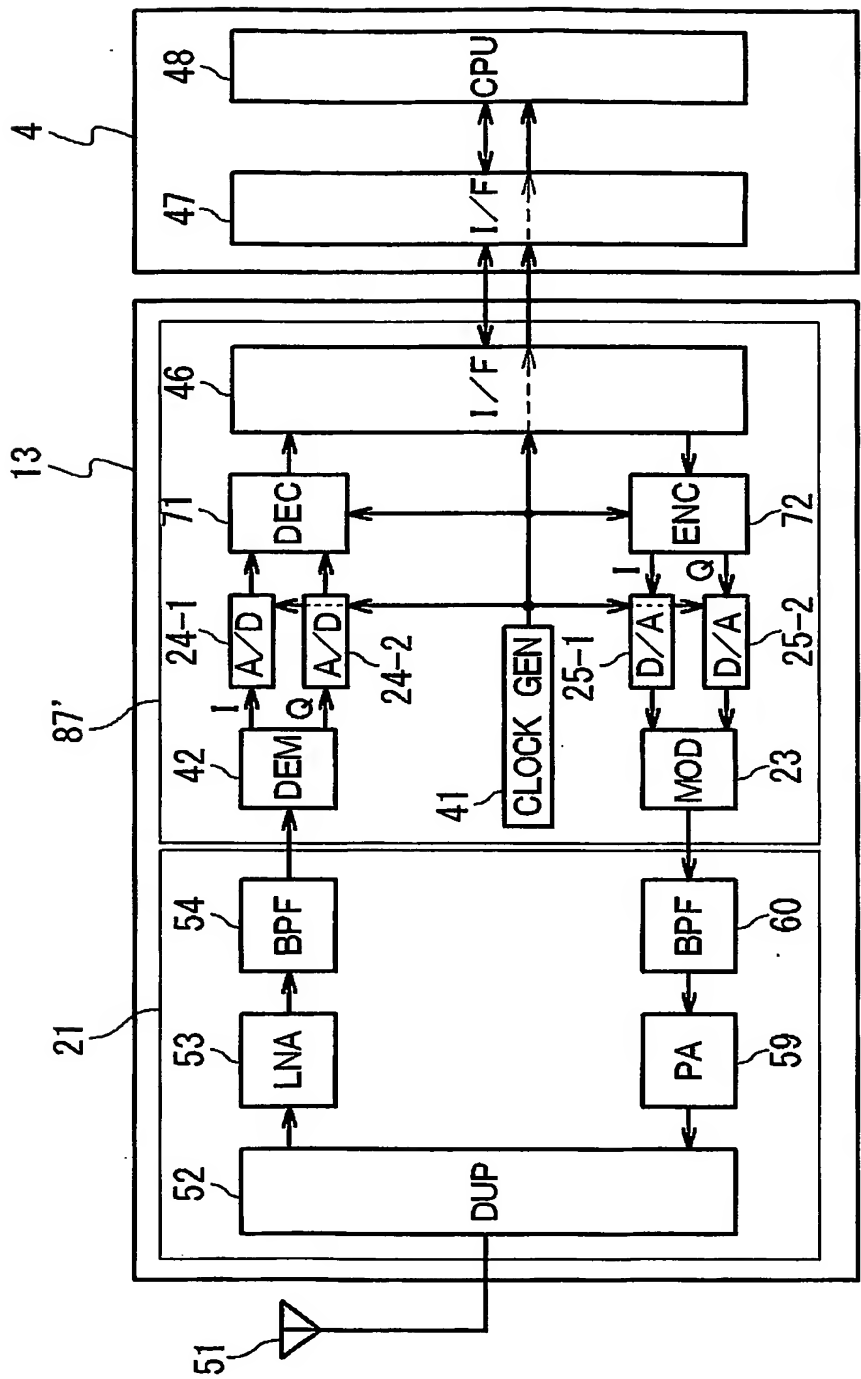 4
47
48
I/F
CPU
13
87'
21
42
24-1
71
46
I
A/D
DEM
DEC
I/F
Q
A/D
24-2
51
52
53
54
DUP
LNA
BPF
41
CLOCK GEN
25-1
I
D/A
MOD
ENC
Q
D/A
PA
BPF
59
60
23
25-2
72